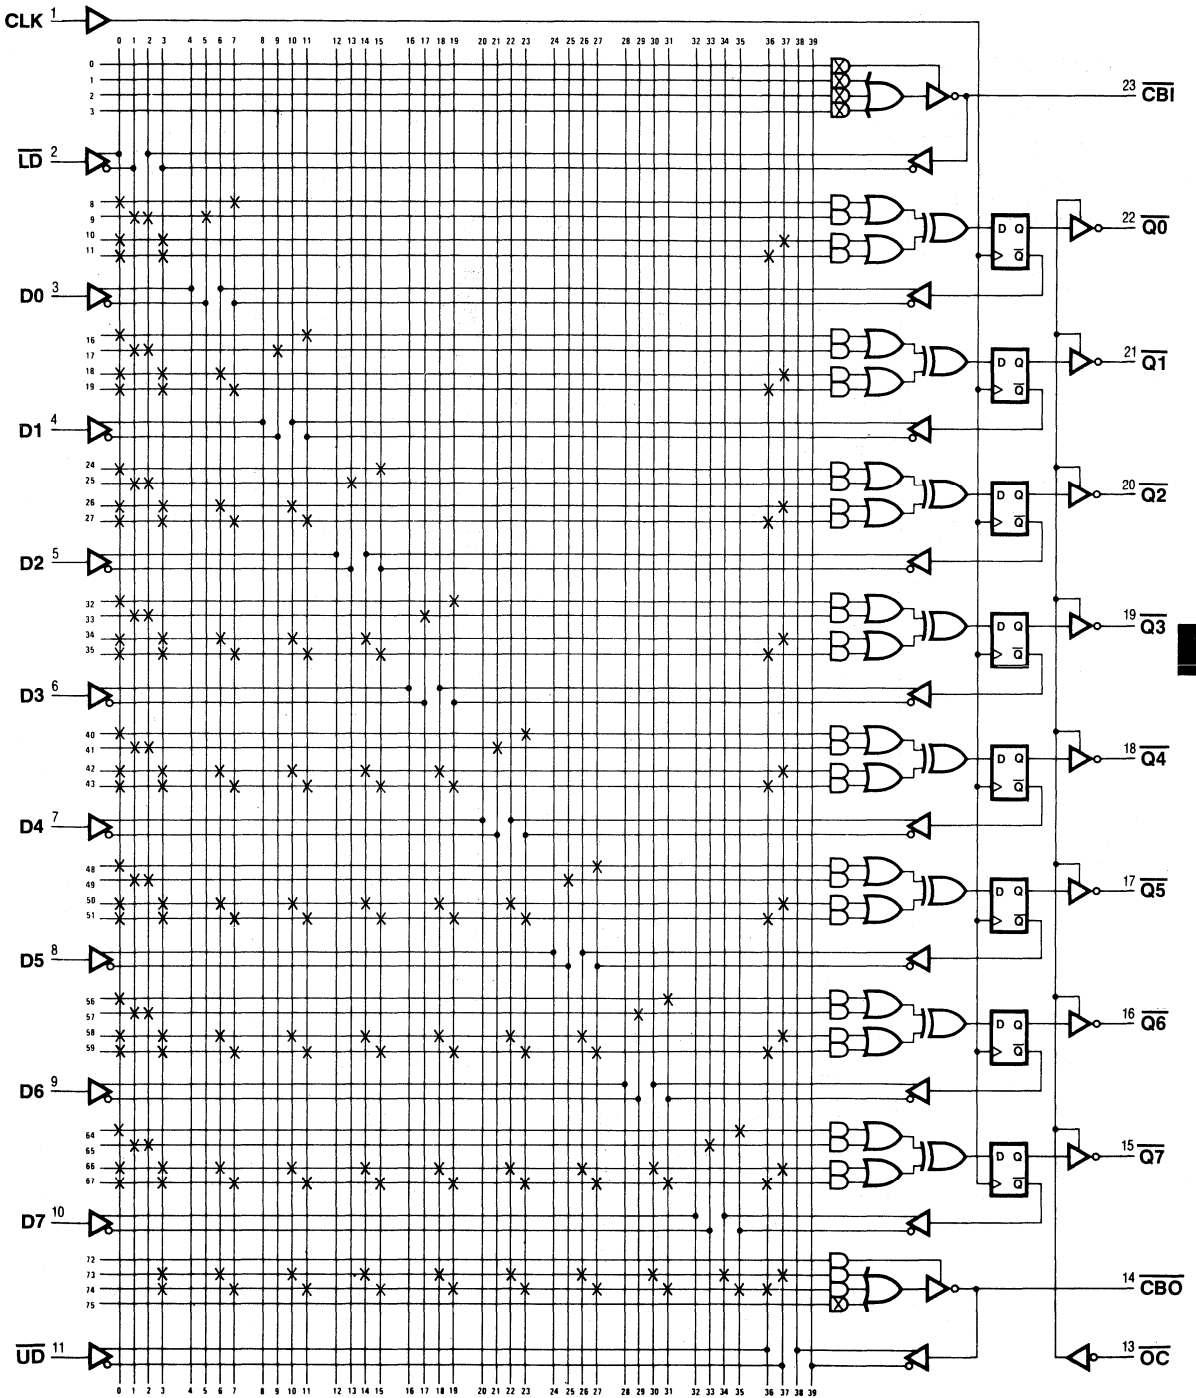 CLK 1
0 1 2 3 4 5 6 7 8 9 10 11 12 13 14 15 16 17 18 19 20 21 22 23 24 25 26 27 28 29 30 31 32 33 34 35 36 37 38 39
0
1
2
3
23 CBI
LD 2
8
9
10
11
D Q
Q
22 Q0
D0 3
16
17
18
19
D Q
Q
21 Q1
D1 4
24
25
26
27
D Q
Q
20 Q2
D2 5
32
33
34
35
D Q
Q
19 Q3
D3 6
40
41
42
43
D Q
Q
18 Q4
D4 7
48
49
50
51
D Q
Q
17 Q5
D5 8
56
57
58
59
D Q
Q
16 Q6
D6 9
64
65
66
67
D Q
Q
15 Q7
D7 10
72
73
74
75
14 CBO
UD 11
13 OC
0 1 2 3 4 5 6 7 8 9 10 11 12 13 14 15 16 17 18 19 20 21 22 23 24 25 26 27 28 29 30 31 32 33 34 35 36 37 38 39